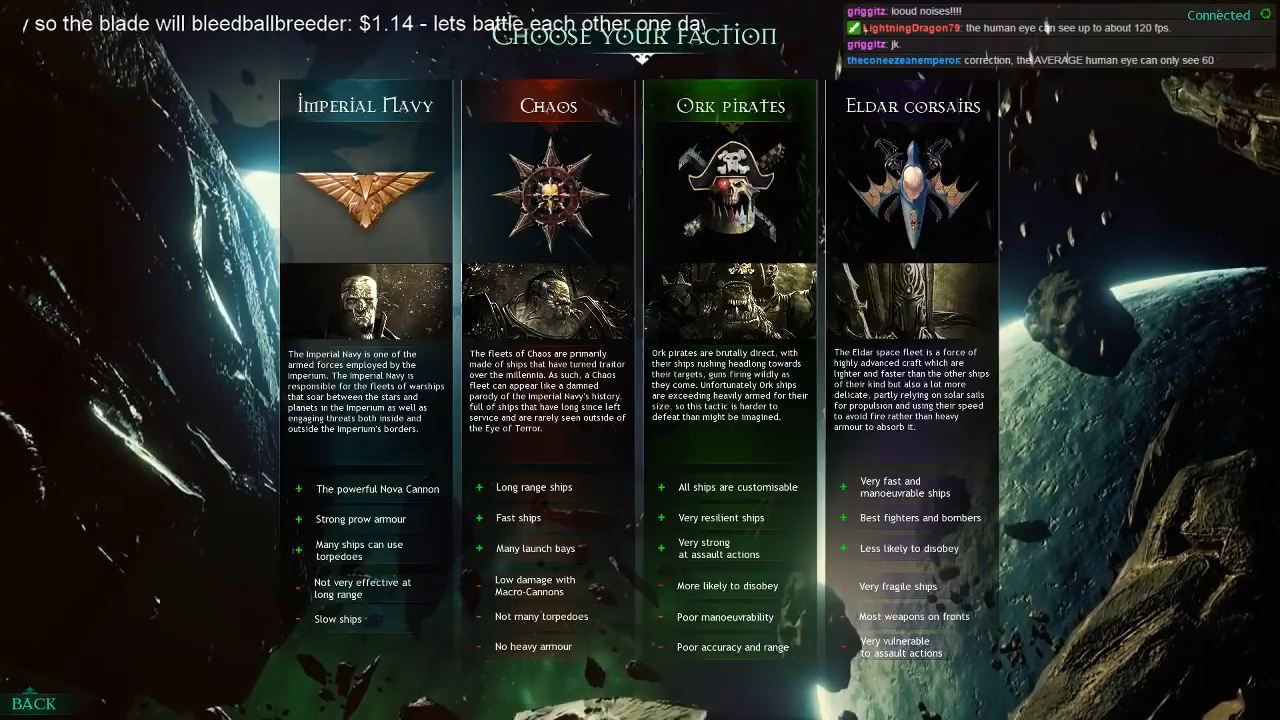 y so the blade will bleedballbreeder: $1.14 - lets battle each other one day
griggitz: looud noises!!!!
Connected
LightningDragon79: the human eye can see up to about 120 fps.
griggitz: jk.
theconeezeanemperor: correction, the AVERAGE human eye can only see 60
Choose your faction
Imperial Navy
The Imperial Navy is one of the
armed forces employed by the
Imperium. The Imperial Navy is
responsible for the fleets of warships
that soar between the stars and
planets in the Imperium as well as
engaging threats both inside and
outside the Imperium's borders.
+ The powerful Nova Cannon
+ Strong prow armour
+ Many ships can use
torpedoes
- Not very effective at
long range
- Slow ships
Chaos
The fleets of Chaos are primarily
made of ships that have turned traitor
over the millennia. As such, a Chaos
fleet can appear like a damned
parody of the Imperial Navy's history,
full of ships that have long since left
service and are rarely seen outside of
the Eye of Terror.
+ Long range ships
+ Fast ships
+ Many launch bays
- Low damage with
Macro-Cannons
- Not many torpedoes
- No heavy armour
Ork pirates
Ork pirates are brutally direct, with
their ships rushing headlong towards
their targets, guns firing wildly as
they come. Unfortunately Ork ships
are exceeding heavily armed for their
size, so this tactic is harder to
defeat than might be imagined.
+ All ships are customisable
+ Very resilient ships
+ Very strong
at assault actions
- More likely to disobey
- Poor manoeuvrability
- Poor accuracy and range
Eldar corsairs
The Eldar space fleet is a force of
highly advanced craft which are
lighter and faster than the other ships
of their kind but also a lot more
delicate, partly relying on solar sails
for propulsion and using their speed
to avoid fire rather than heavy
armour to absorb it.
+ Very fast and
manoeuvrable ships
+ Best fighters and bombers
+ Less likely to disobey
- Very fragile ships
- Most weapons on fronts
- Very vulnerable
to assault actions
Back